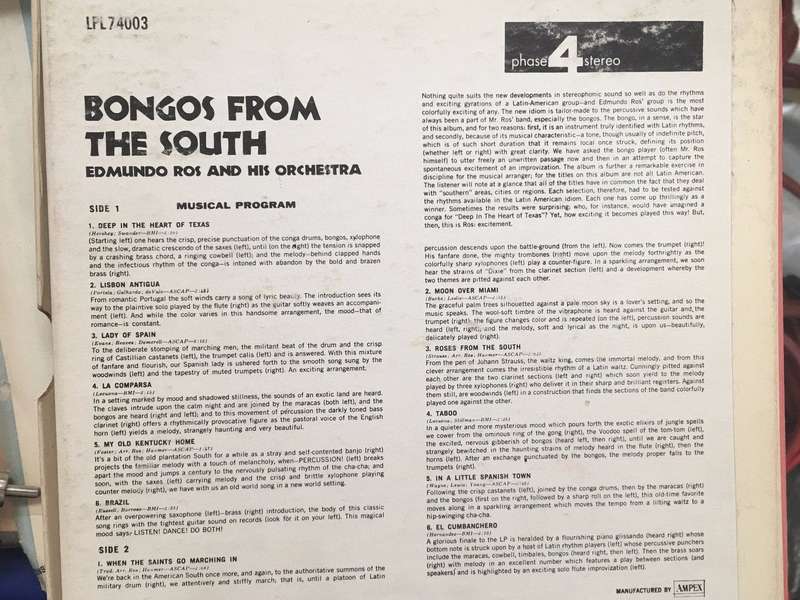 LPL74003
phase 4 stereo
BONGOS FROM
THE SOUTH
EDMUNDO ROS AND HIS ORCHESTRA
SIDE 1 MUSICAL PROGRAM
1. DEEP IN THE HEART OF TEXAS
(Hershey; Swander—BMI—
(Starting left) one hears the crisp, precise punctuation of the conga drums, bongos, xylophone
and the slow, dramatic crescendo of the saxes (left), until (on the right) the tension is snapped
by a crashing brass chord, a ringing cowbell (left); and the melody—behind clapped hands
and the infectious rhythm of the conga—is intoned with abandon by the bold and brazen
brass (right).
2. LISBON ANTIGUA
(Portela; Galhardo; doVale—ASCAP—
From romantic Portugal the soft winds carry a song of lyric beauty. The introduction sees its
way to the plaintive solo played by the flute (right) as the guitar softly weaves an accompani-
ment (left). And while the color varies in this handsome arrangement, the mood—that of
romance—is constant.
3. LADY OF SPAIN
(Evans; Reaves; Damerell—ASCAP—
To the deliberate stomping of marching men, the militant beat of the drum and the crisp
ring of Castillian castanets (left), the trumpet calls (left) and is answered. With this mixture
of fanfare and flourish, our Spanish lady is ushered forth to the smooth song sung by the
woodwinds (left) and the tapestry of muted trumpets (right). An exciting arrangement.
4. LA COMPARSA
(Lecuona—BMI—
In a setting marked by mood and shadowed stillness, the sounds of an exotic land are heard.
The claves intrude upon the calm night and are joined by the maracas (both left), and the
bongos are heard (right and left); and to this movement of percussion the darkly toned bass
clarinet (right) offers a rhythmically provocative figure as the pastoral voice of the English
horn (left) yields a melody, strangely haunting and very beautiful.
5. MY OLD KENTUCKY HOME
(Foster; Arr. Ros; Hanmer—ASCAP—
It's a bit of the old plantation South for a while as a stray and soft-contented banjo (right)
projects the familiar melody with a touch of melancholy, when—PERCUSSION! (left) breaks
apart the mood and jumps a century to the nervously pulsating rhythm of the cha-cha; and
soon, with the saxes (left) carrying melody and the crisp and brittle xylophone playing
counter melody (right), we have with us an old world song in a new world setting.
6. BRAZIL
(Russell; Barroso—BMI—
After an overpowering saxophone (left)—brass (right) introduction, the body of this classic
song rings with the tightest guitar sound on records (look for it on your left). This magical
mood says: LISTEN! DANCE! DO BOTH!
SIDE 2
1. WHEN THE SAINTS GO MARCHING IN
(Trad. Arr. Ros, Hanmer—ASCAP—
We're back in the American South once more, and again, to the authoritative summons of the
military drum (right), we attentively and stiffly march; that is, until a platoon of Latin
Nothing quite suits the new developments in stereophonic sound so well as do the rhythms
and exciting gyrations of a Latin-American group—and Edmundo Ros' group is the most
colorfully exciting of any. The new idiom is tailor-made to the percussive sounds which have
always been a part of Mr. Ros' band, especially the bongos. The bongo, in a sense, is the star
of this album, and for two reasons: first, it is an instrument truly identified with Latin rhythms,
and secondly, because of its musical characteristic—a tone, though usually of indefinite pitch,
which is of such short duration that it remains local once struck, defining its position
(whether left or right) with great clarity. We have asked the bongo player (often Mr. Ros
himself) to utter freely an unwritten passage now and then in an attempt to capture the
spontaneous excitement of an improvization. The album is further a remarkable exercise in
discipline for the musical arranger; for the titles on this album are not all Latin American.
The listener will note at a glance that all of the titles have in common the fact that they deal
with "southern" areas, cities or regions. Each selection, therefore, had to be tested against
the rhythms available in the Latin American idiom. Each one has come up thrillingly as a
winner. Sometimes the results were surprising; who, for instance, would have imagined a
conga for "Deep In The Heart of Texas"? Yet, how exciting it becomes played this way! But,
then, this is Ros: excitement.
percussion descends upon the battle-ground (from the left). Now comes the trumpet (right)!
His fanfare done, the mighty trombones (right) move upon the melody forthrightly as the
colorfully sharp xylophones (left) play a counter-figure. In a sparkling arrangement, we soon
hear the strains of "Dixie" from the clarinet section (left) and a development whereby the
two themes are pitted against each other.
2. MOON OVER MIAMI
(Burke; Leslie—ASCAP—
The graceful palm trees silhouetted against a pale moon sky is a lover's setting, and so the
music speaks. The wool-soft timbre of the vibraphone is heard against the guitar and the
trumpet (right); the figure changes color and is repeated (on the left), percussion sounds are
heard (left, right); and the melody, soft and lyrical as the night, is upon us—beautifully,
delicately played (right).
3. ROSES FROM THE SOUTH
(Strauss, Arr. Ros, Hanmer—ASCAP—
From the pen of Johann Strauss, the waltz king, comes the immortal melody, and from this
clever arrangement comes the irresistible rhythm of a Latin waltz. Cunningly pitted against
each other are the two clarinet sections (left and right) which soon yield to the melody
played by three xylophones (right) who deliver it in their sharp and brilliant registers. Against
them still, are woodwinds (left) in a construction that finds the sections of the band colorfully
played one against the other.
4. TABOO
(Lecuona; Stillman—BMI—
In a quieter and more mysterious mood which pours forth the exotic elixirs of jungle spells
we cower from the ominous ring of the gong (right), the Voodoo spell of the tom-tom (left),
the excited, nervous gibberish of bongos (heard left, then right), until we are caught and
strangely bewitched in the haunting strains of melody heard in the flute (right), then the
horns (left). After an exchange punctuated by the bongos, the melody proper falls to the
trumpets (right).
5. IN A LITTLE SPANISH TOWN
(Wayne; Lewis; Young—ASCAP—
Following the crisp castanets (left), joined by the conga drums, then by the maracas (right)
and the bongos (first on the right, followed by a sharp roll on the left), this old-time favorite
moves along in a sparkling arrangement which moves the tempo from a lilting waltz to a
hip-swinging cha-cha.
6. EL CUMBANCHERO
(Hernandez—BMI—
A glorious finale to the LP is heralded by a flourishing piano glissando (heard right) whose
bottom note is struck upon by a host of Latin rhythm players (left) whose percussive punchers
include the maracas, cowbell, timbales, bongos (heard right, then left). Then the brass soars
(right) with melody in an excellent number which features a play between sections (and
speakers) and is highlighted by an exciting solo flute improvization (left).
MANUFACTURED BY AMPEX